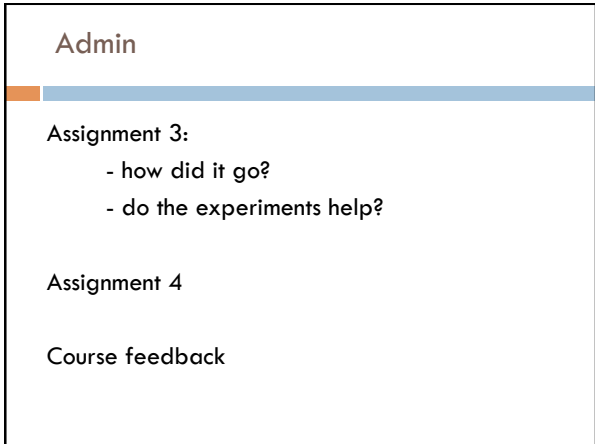 Admin
Assignment 3:
- how did it go?
- do the experiments help?
Assignment 4
Course feedback